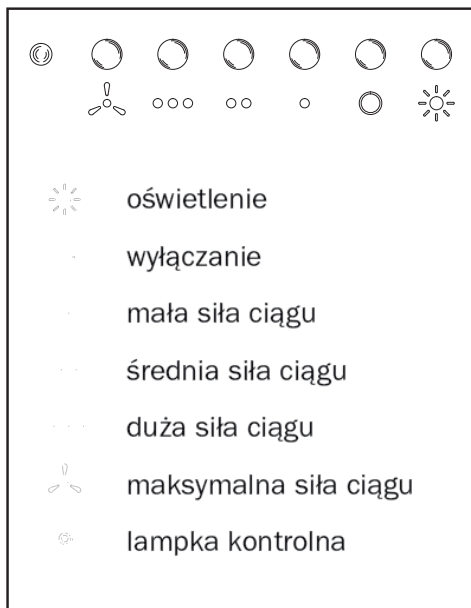 oświetlenie
wyłączanie
mała siła ciągu
średnia siła ciągu
duża siła ciągu
maksymalna siła ciągu
lampka kontrolna